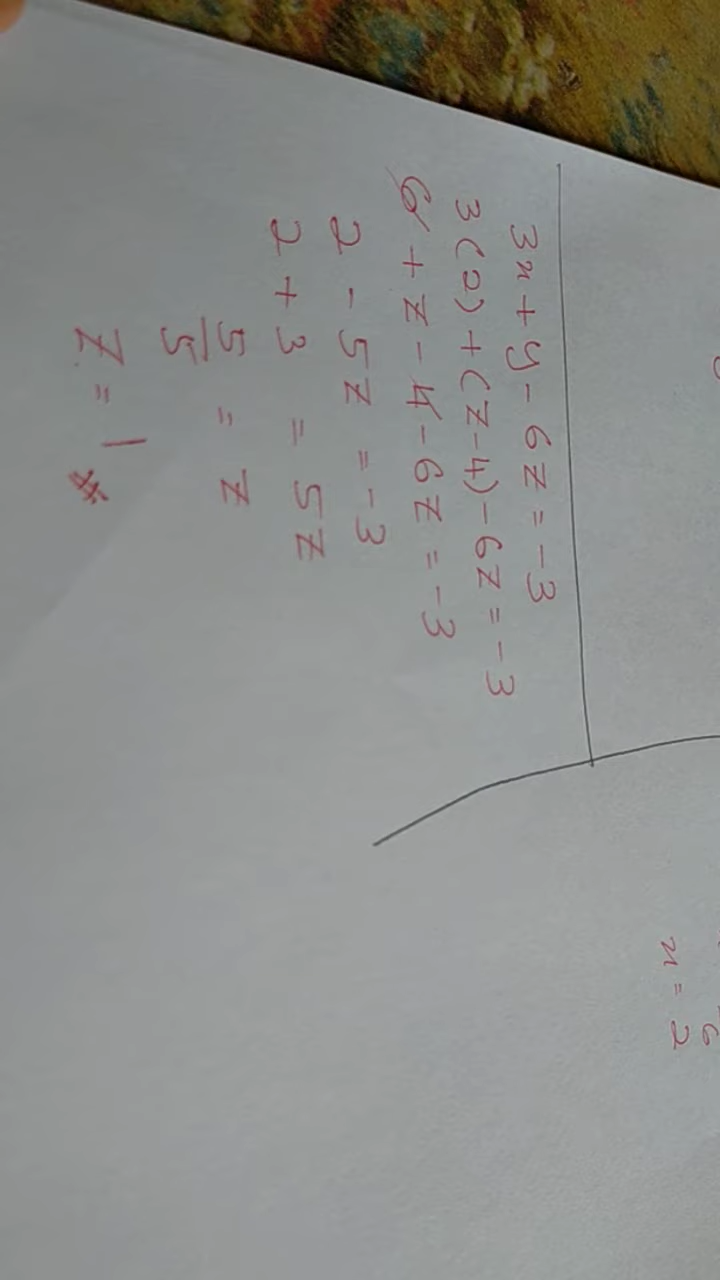 3x + y - 6z = -3
3(2) + (z-4) - 6z = -3
6 + z - 4 - 6z = -3
2 - 5z = -3
2 + 3 = 5z
5/5 = z
z = 1
6
x = 2